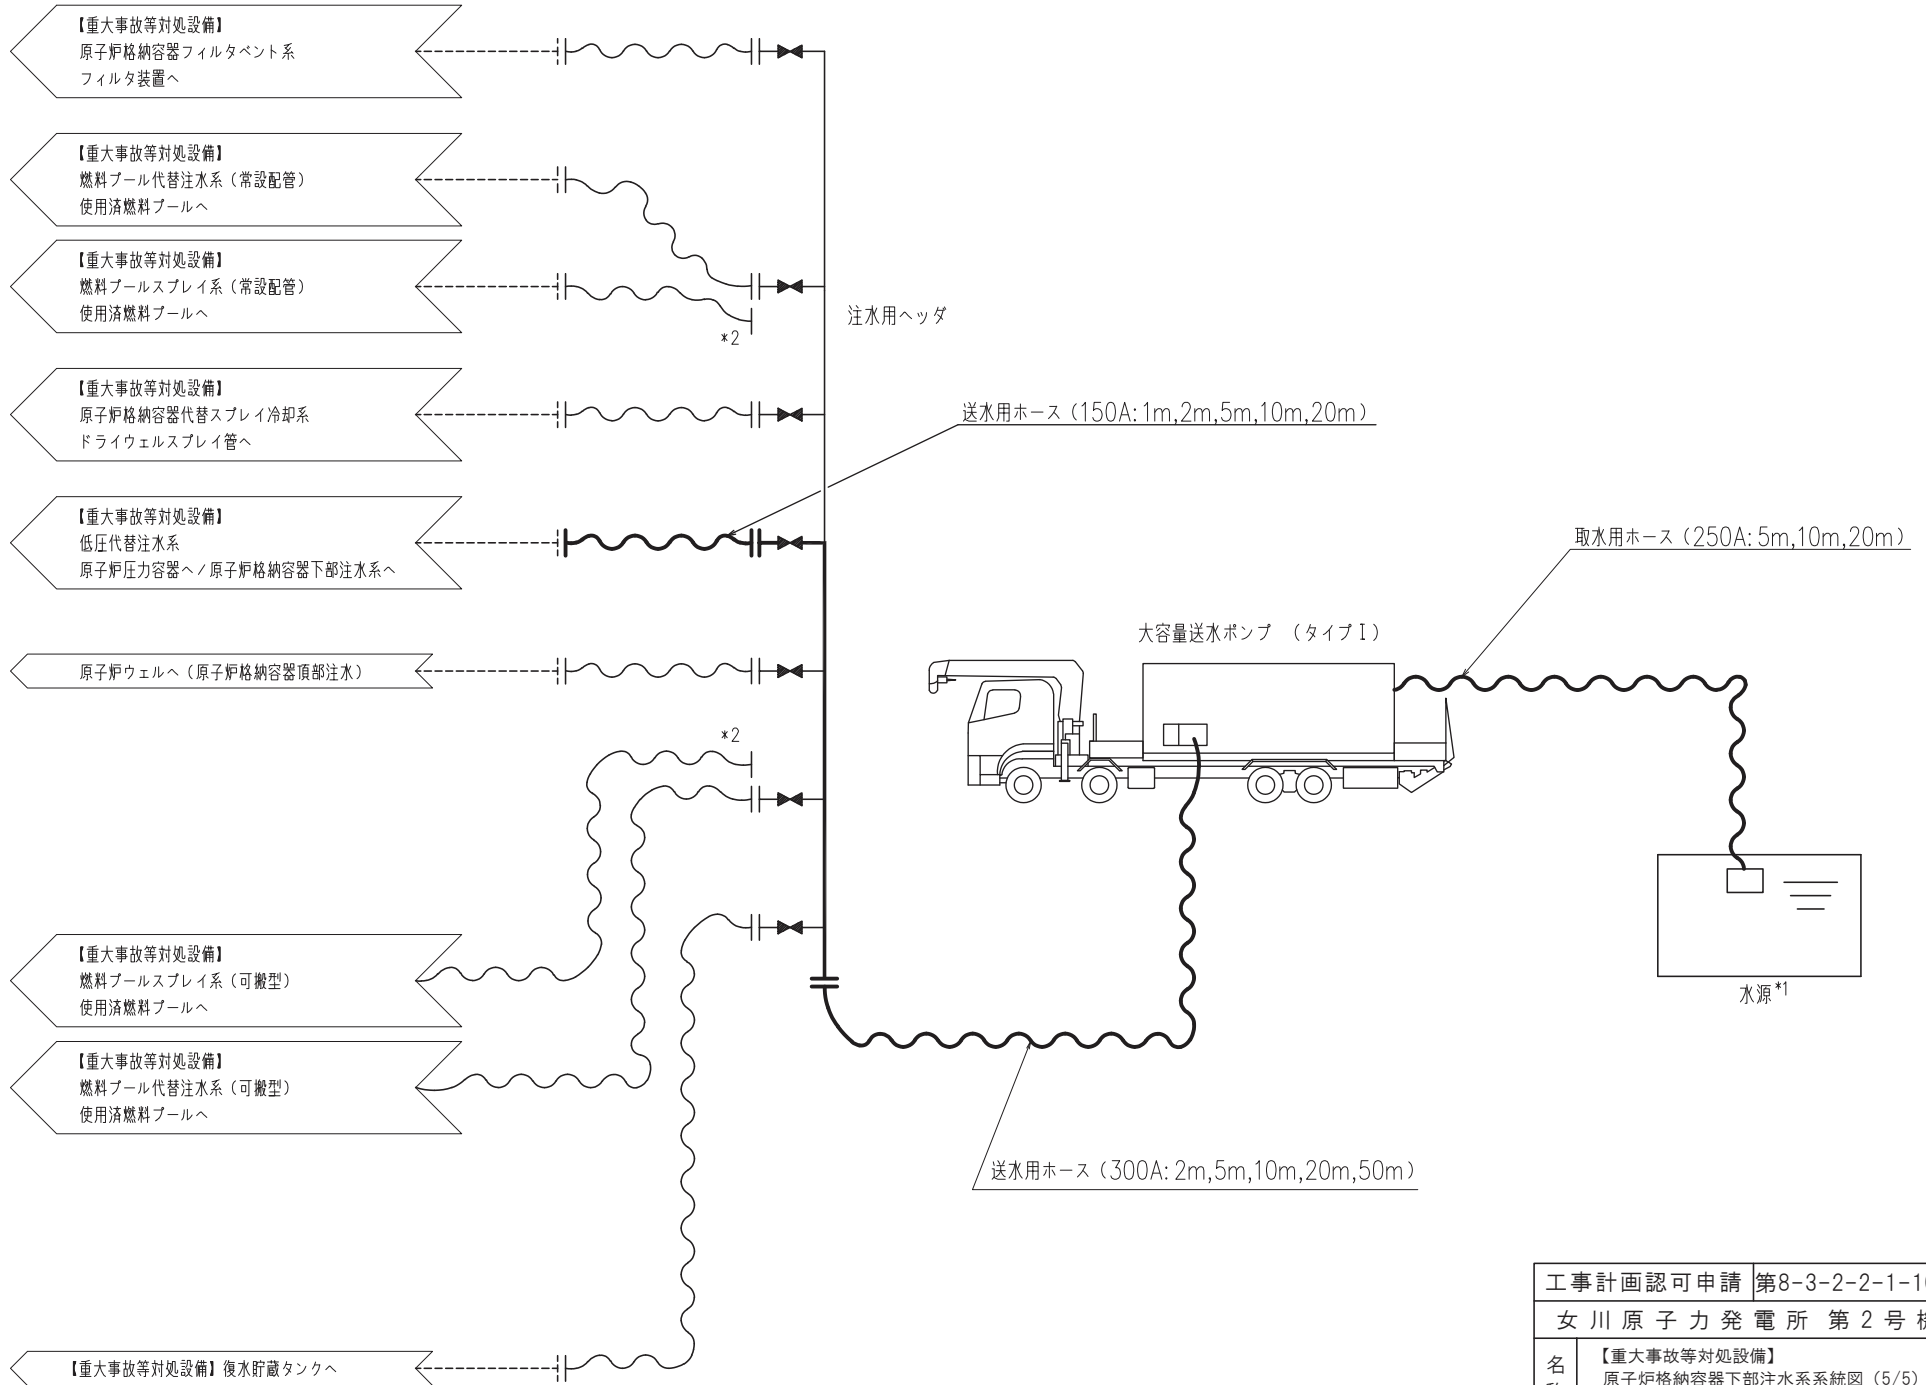 【重大事故等対処設備】
原子炉格納容器フィルタベント系
フィルタ装置へ
【重大事故等対処設備】
燃料プール代替注水系（常設配管）
使用済燃料プールへ
【重大事故等対処設備】
燃料プールスプレイ系（常設配管）
使用済燃料プールへ
*2
注水用ヘッダ
【重大事故等対処設備】
原子炉格納容器代替スプレイ冷却系
ドライウェルスプレイ管へ
送水用ホース（150A：1m,2m,5m,10m,20m）
【重大事故等対処設備】
低圧代替注水系
原子炉圧力容器へ／原子炉格納容器下部注水系へ
取水用ホース（250A：5m,10m,20m）
大容量送水ポンプ　（タイプⅠ）
原子炉ウェルへ（原子炉格納容器頂部注水）
*2
【重大事故等対処設備】
燃料プールスプレイ系（可搬型）
使用済燃料プールへ
水源*1
【重大事故等対処設備】
燃料プール代替注水系（可搬型）
使用済燃料プールへ
送水用ホース（300A：2m,5m,10m,20m,50m）
【重大事故等対処設備】復水貯蔵タンクへ
工事計画認可申請 第8-3-2-2-1-1
女川原子力発電所 第2号
名
【重大事故等対処設備】
原子炉格納容器下部注水系系統図（5/5）